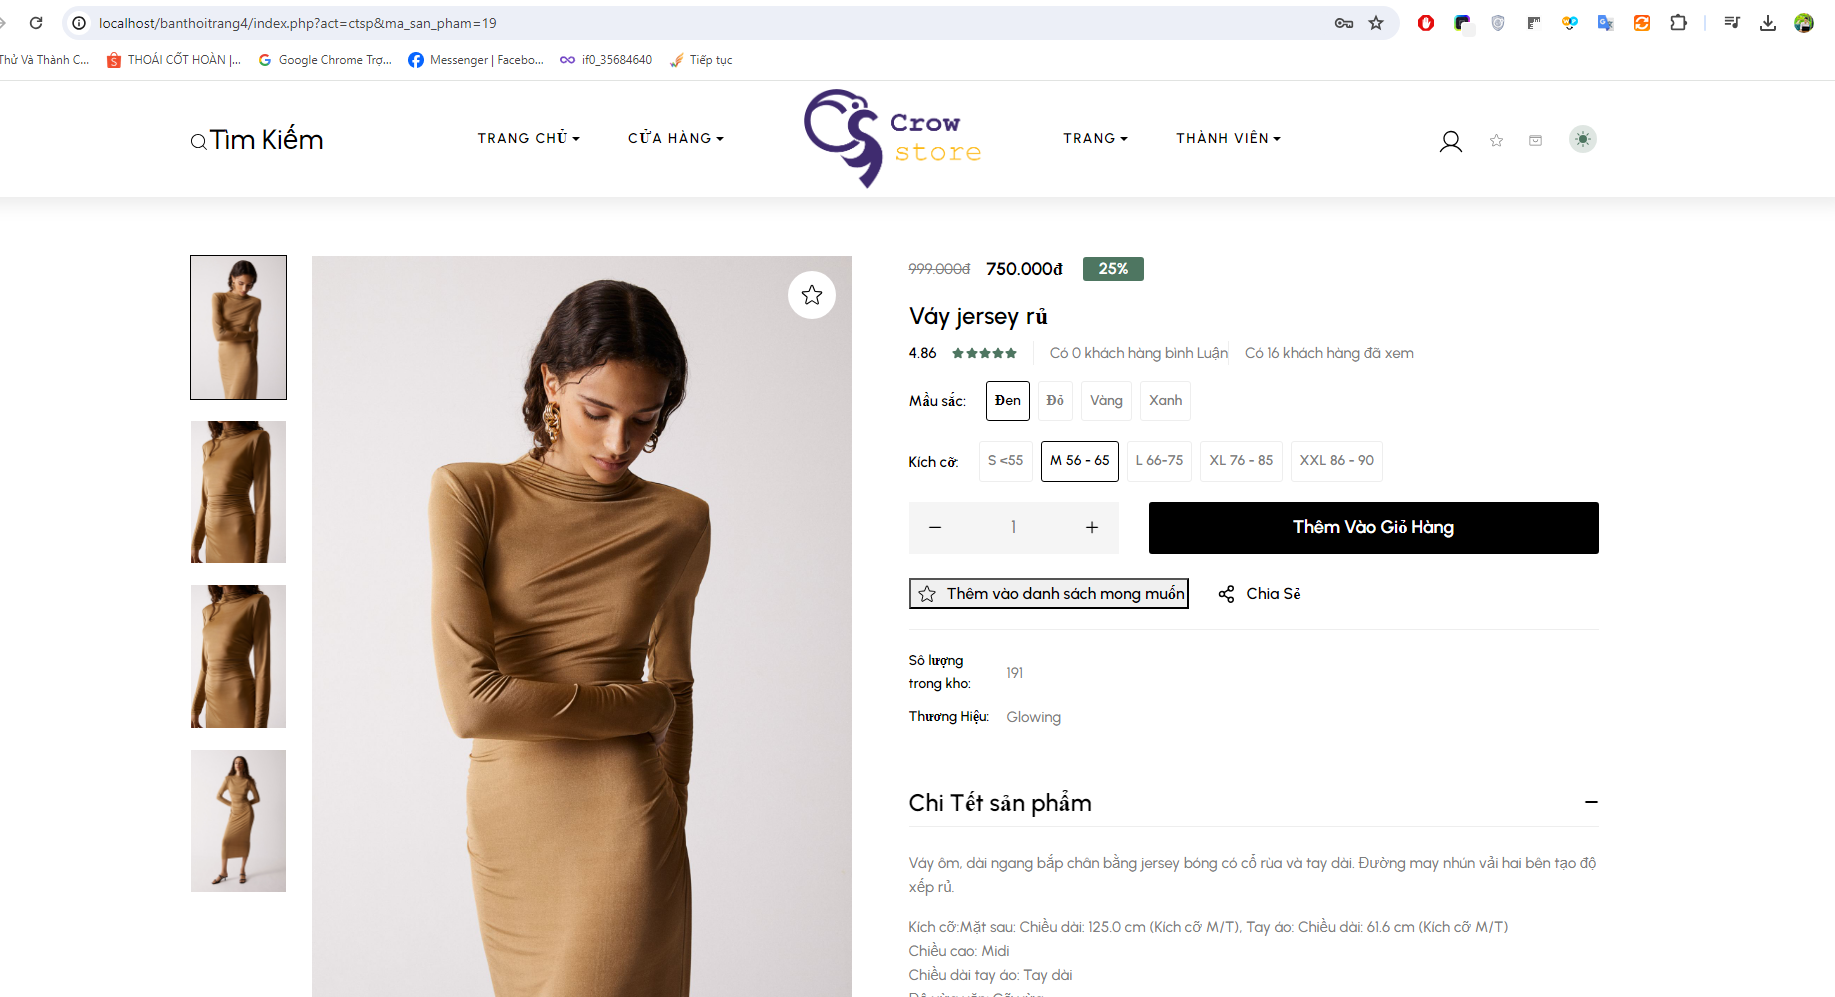 localhost/banthoitrang4/index.php?act=ctsp&ma_san_pham=19
Thử Và Thành C... THOÁI CỐT HOÀN |... Google Chrome Trợ... Messenger | Facebo... if0_35684640 Tiếp tục
Tìm Kiếm TRANG CHỦ CỬA HÀNG Crow store TRANG THÀNH VIÊN
999.000đ 750.000đ 25%
Váy jersey rủ
4.86 Có 0 khách hàng bình Luận Có 16 khách hàng đã xem
Mầu sắc: Đen Đỏ Vàng Xanh
Kích cỡ: S <55 M 56 - 65 L 66-75 XL 76 - 85 XXL 86 - 90
− 1 + Thêm Vào Giỏ Hàng
Thêm vào danh sách mong muốn Chia Sẻ
Sô lượng
trong kho: 191
Thương Hiệu: Glowing
Chi Tết sản phẩm −
Váy ôm, dài ngang bắp chân bằng jersey bóng có cổ rùa và tay dài. Đường may nhún vải hai bên tạo độ
xếp rủ.
Kích cỡ:Mặt sau: Chiều dài: 125.0 cm (Kích cỡ M/T), Tay áo: Chiều dài: 61.6 cm (Kích cỡ M/T)
Chiều cao: Midi
Chiều dài tay áo: Tay dài